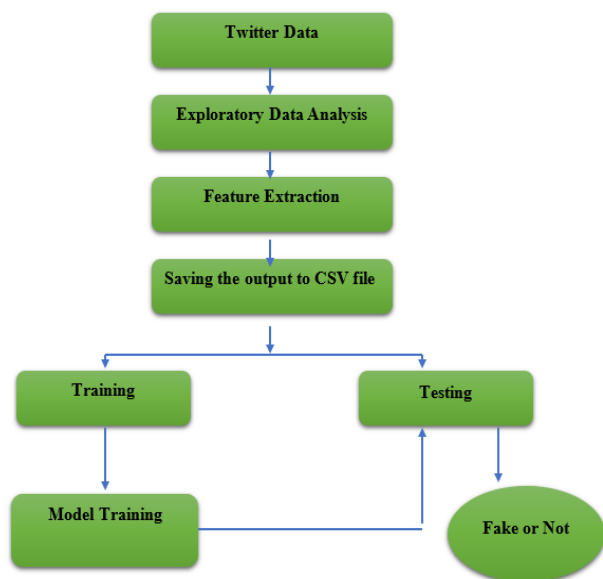 Twitter Data
Exploratory Data Analysis
Feature Extraction
Saving the output to CSV file
Training
Testing
Model Training
Fake or Not